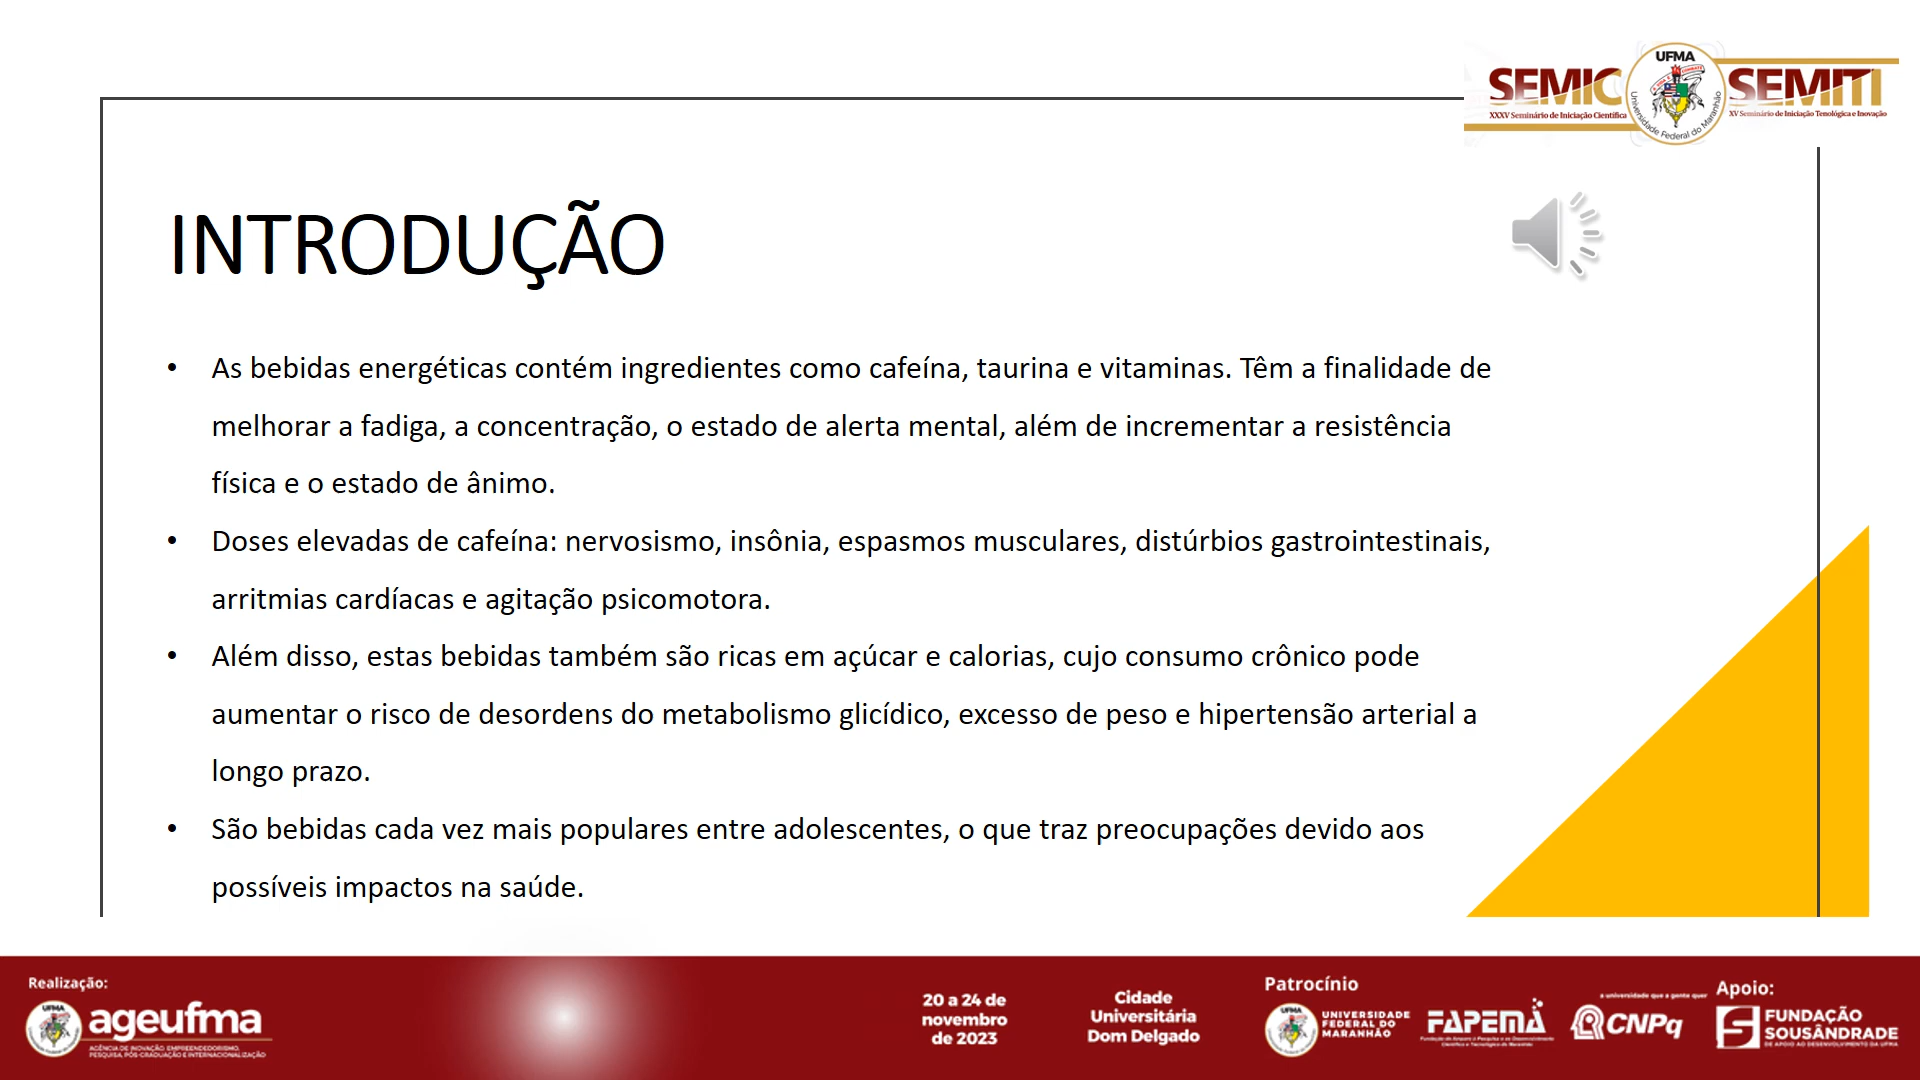 UFMA
SEMIC
SEMITI
XXXV Seminário de Iniciação Científica
XV Seminário de Iniciação Tenológica e Inovação
Universidade Federal do Maranhão
INTRODUÇÃO
• As bebidas energéticas contém ingredientes como cafeína, taurina e vitaminas. Têm a finalidade de
melhorar a fadiga, a concentração, o estado de alerta mental, além de incrementar a resistência
física e o estado de ânimo.
• Doses elevadas de cafeína: nervosismo, insônia, espasmos musculares, distúrbios gastrointestinais,
arritmias cardíacas e agitação psicomotora.
• Além disso, estas bebidas também são ricas em açúcar e calorias, cujo consumo crônico pode
aumentar o risco de desordens do metabolismo glicídico, excesso de peso e hipertensão arterial a
longo prazo.
• São bebidas cada vez mais populares entre adolescentes, o que traz preocupações devido aos
possíveis impactos na saúde.
Realização:
UFMA
ageufma
AGÊNCIA DE INOVAÇÃO, EMPREENDEDORISMO,
PESQUISA, PÓS-GRADUAÇÃO E INTERNACIONALIZAÇÃO
20 a 24 de
novembro
de 2023
Cidade
Universitária
Dom Delgado
Patrocínio
UFMA
UNIVERSIDADE
FEDERAL DO
MARANHÃO
FAPEMA
Fundação de Amparo à Pesquisa e ao Desenvolvimento
Científico e Tecnológico do Maranhão
a universidade que a gente quer
CNPq
Apoio:
FUNDAÇÃO
SOUSÂNDRADE
DE APOIO AO DESENVOLVIMENTO DA UFMA